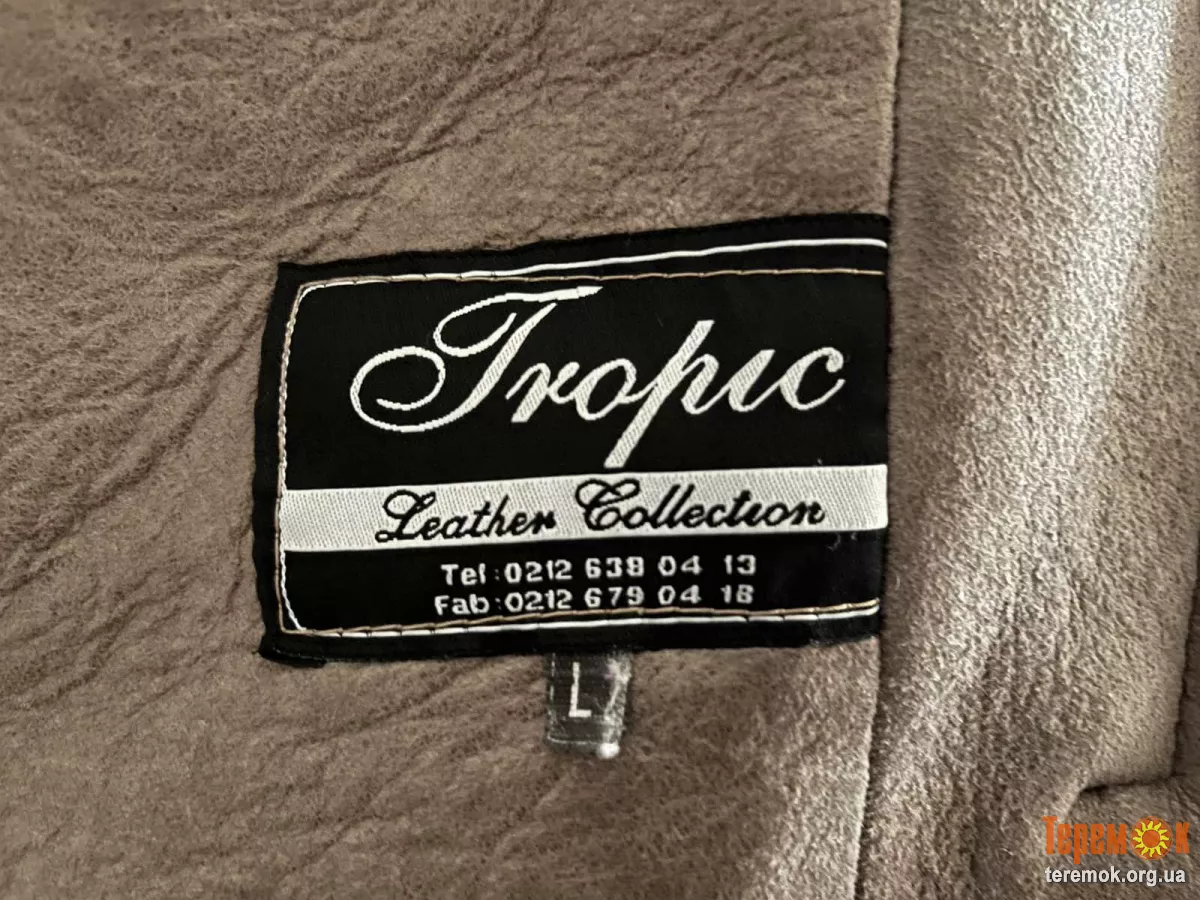 Tropic
Leather Collection
Tel:0212 638 04 13
Fab:0212 679 04 18
L
ТеремОк
teremok.org.ua